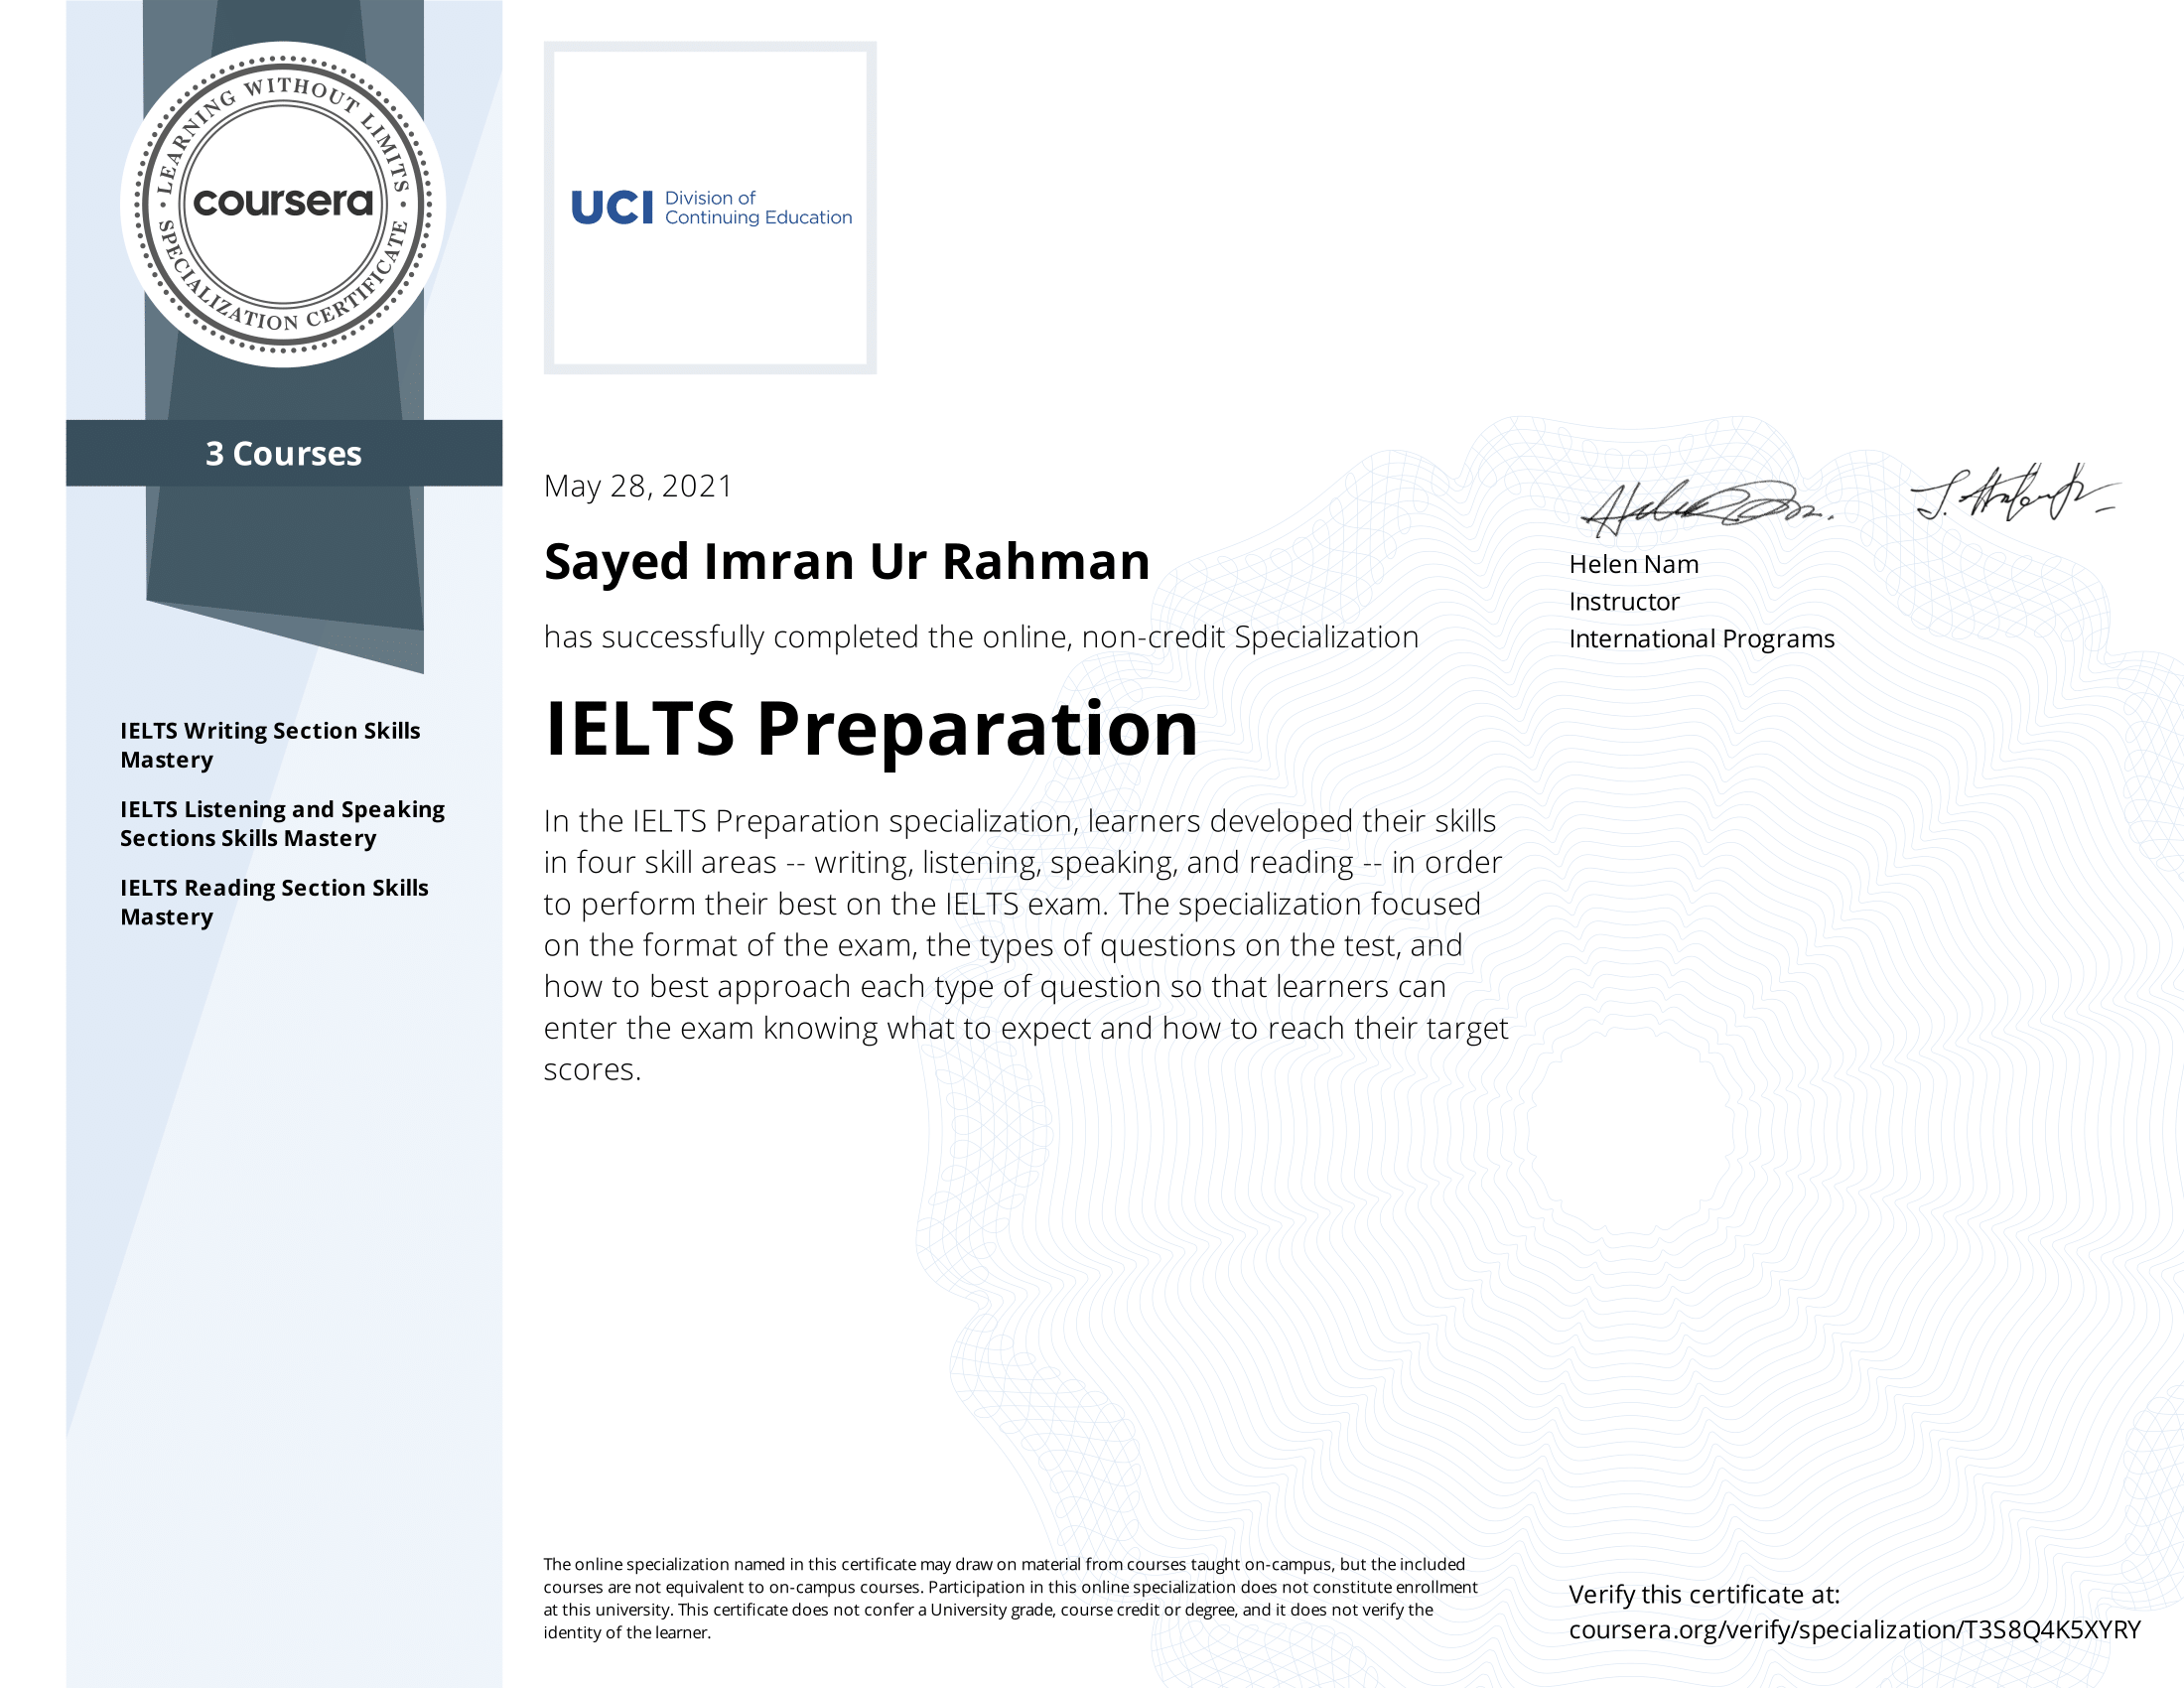 LEARNING WITHOUT LIMITS
coursera
SPECIALIZATION CERTIFICATE
3 Courses
IELTS Writing Section Skills
Mastery
IELTS Listening and Speaking
Sections Skills Mastery
IELTS Reading Section Skills
Mastery
UCI Division of
Continuing Education
May 28, 2021
Sayed Imran Ur Rahman
has successfully completed the online, non-credit Specialization
IELTS Preparation
In the IELTS Preparation specialization, learners developed their skills
in four skill areas -- writing, listening, speaking, and reading -- in order
to perform their best on the IELTS exam. The specialization focused
on the format of the exam, the types of questions on the test, and
how to best approach each type of question so that learners can
enter the exam knowing what to expect and how to reach their target
scores.
Helen Nam
Instructor
International Programs
The online specialization named in this certificate may draw on material from courses taught on-campus, but the included
courses are not equivalent to on-campus courses. Participation in this online specialization does not constitute enrollment
at this university. This certificate does not confer a University grade, course credit or degree, and it does not verify the
identity of the learner.
Verify this certificate at:
coursera.org/verify/specialization/T3S8Q4K5XYRY